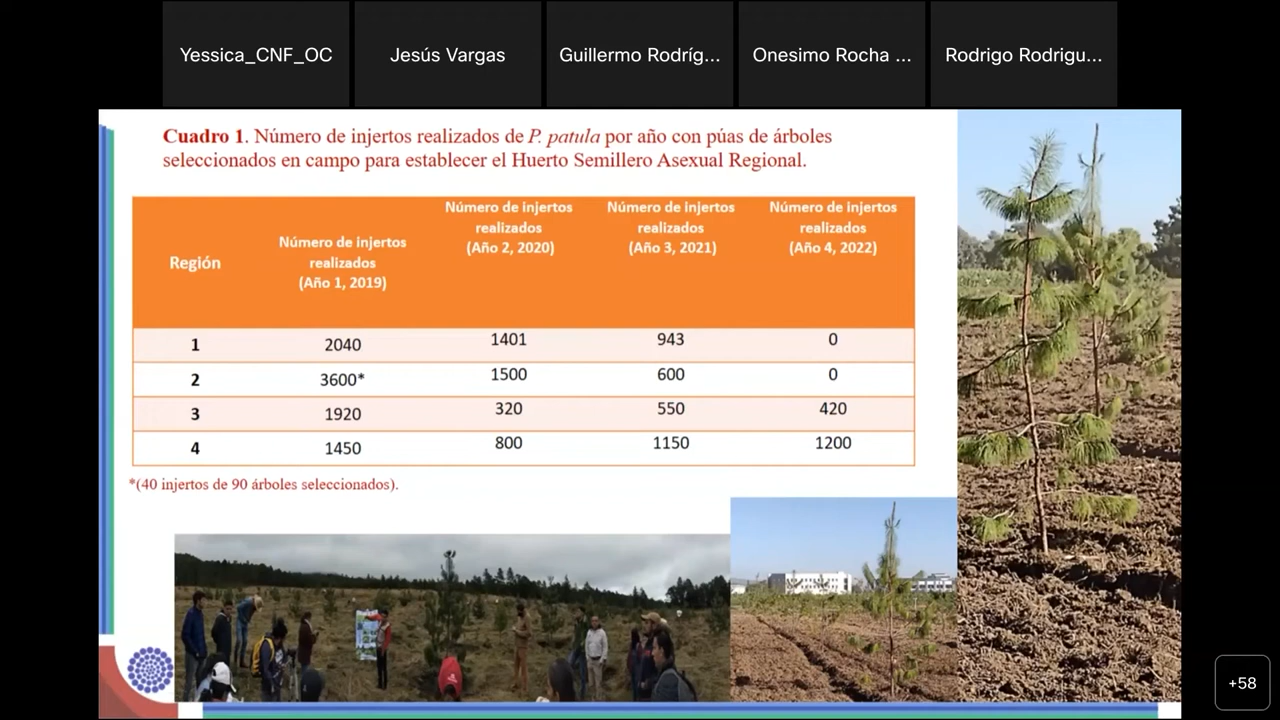 Yessica_CNF_OC
Jesús Vargas
Guillermo Rodríg...
Onesimo Rocha ...
Rodrigo Rodrigu...
Cuadro 1. Número de injertos realizados de P. patula por año con púas de árboles
seleccionados en campo para establecer el Huerto Semillero Asexual Regional.
Región
Número de injertos
realizados
(Año 1, 2019)
Número de injertos
realizados
(Año 2, 2020)
Número de injertos
realizados
(Año 3, 2021)
Número de injertos
realizados
(Año 4, 2022)
1 2040 1401 943 0
2 3600* 1500 600 0
3 1920 320 550 420
4 1450 800 1150 1200
*(40 injertos de 90 árboles seleccionados).
+58